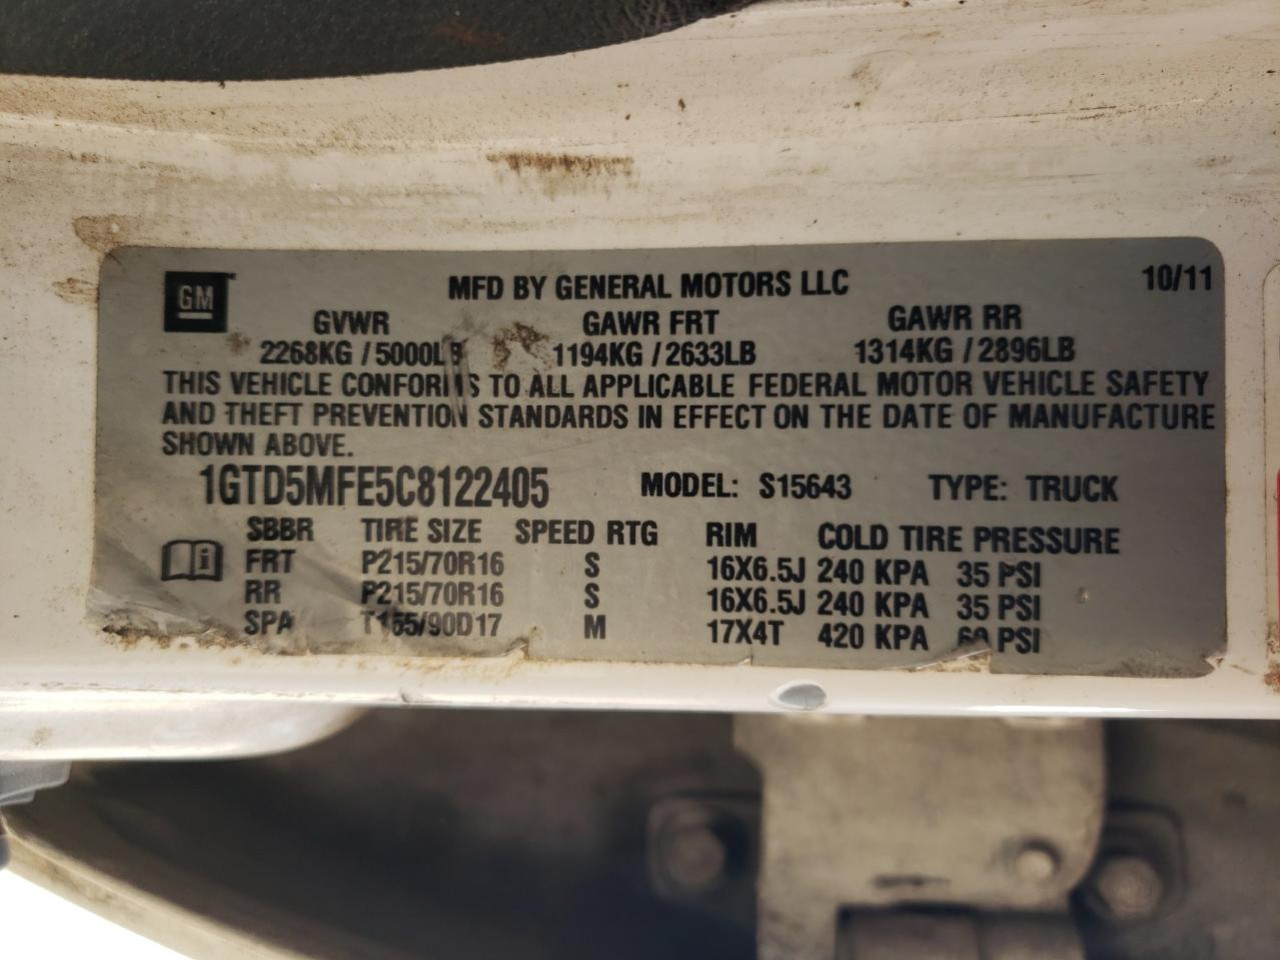 GM MFD BY GENERAL MOTORS LLC 10/11
GVWR GAWR FRT GAWR RR
2268KG / 5000LB 1194KG / 2633LB 1314KG / 2896LB
THIS VEHICLE CONFORMS TO ALL APPLICABLE FEDERAL MOTOR VEHICLE SAFETY
AND THEFT PREVENTION STANDARDS IN EFFECT ON THE DATE OF MANUFACTURE
SHOWN ABOVE.
1GTD5MFE5C8122405 MODEL: S15643 TYPE: TRUCK
SBBR TIRE SIZE SPEED RTG RIM COLD TIRE PRESSURE
FRT P215/70R16 S 16X6.5J 240 KPA 35 PSI
RR P215/70R16 S 16X6.5J 240 KPA 35 PSI
SPA M 17X4T 420 KPA 60 PSI